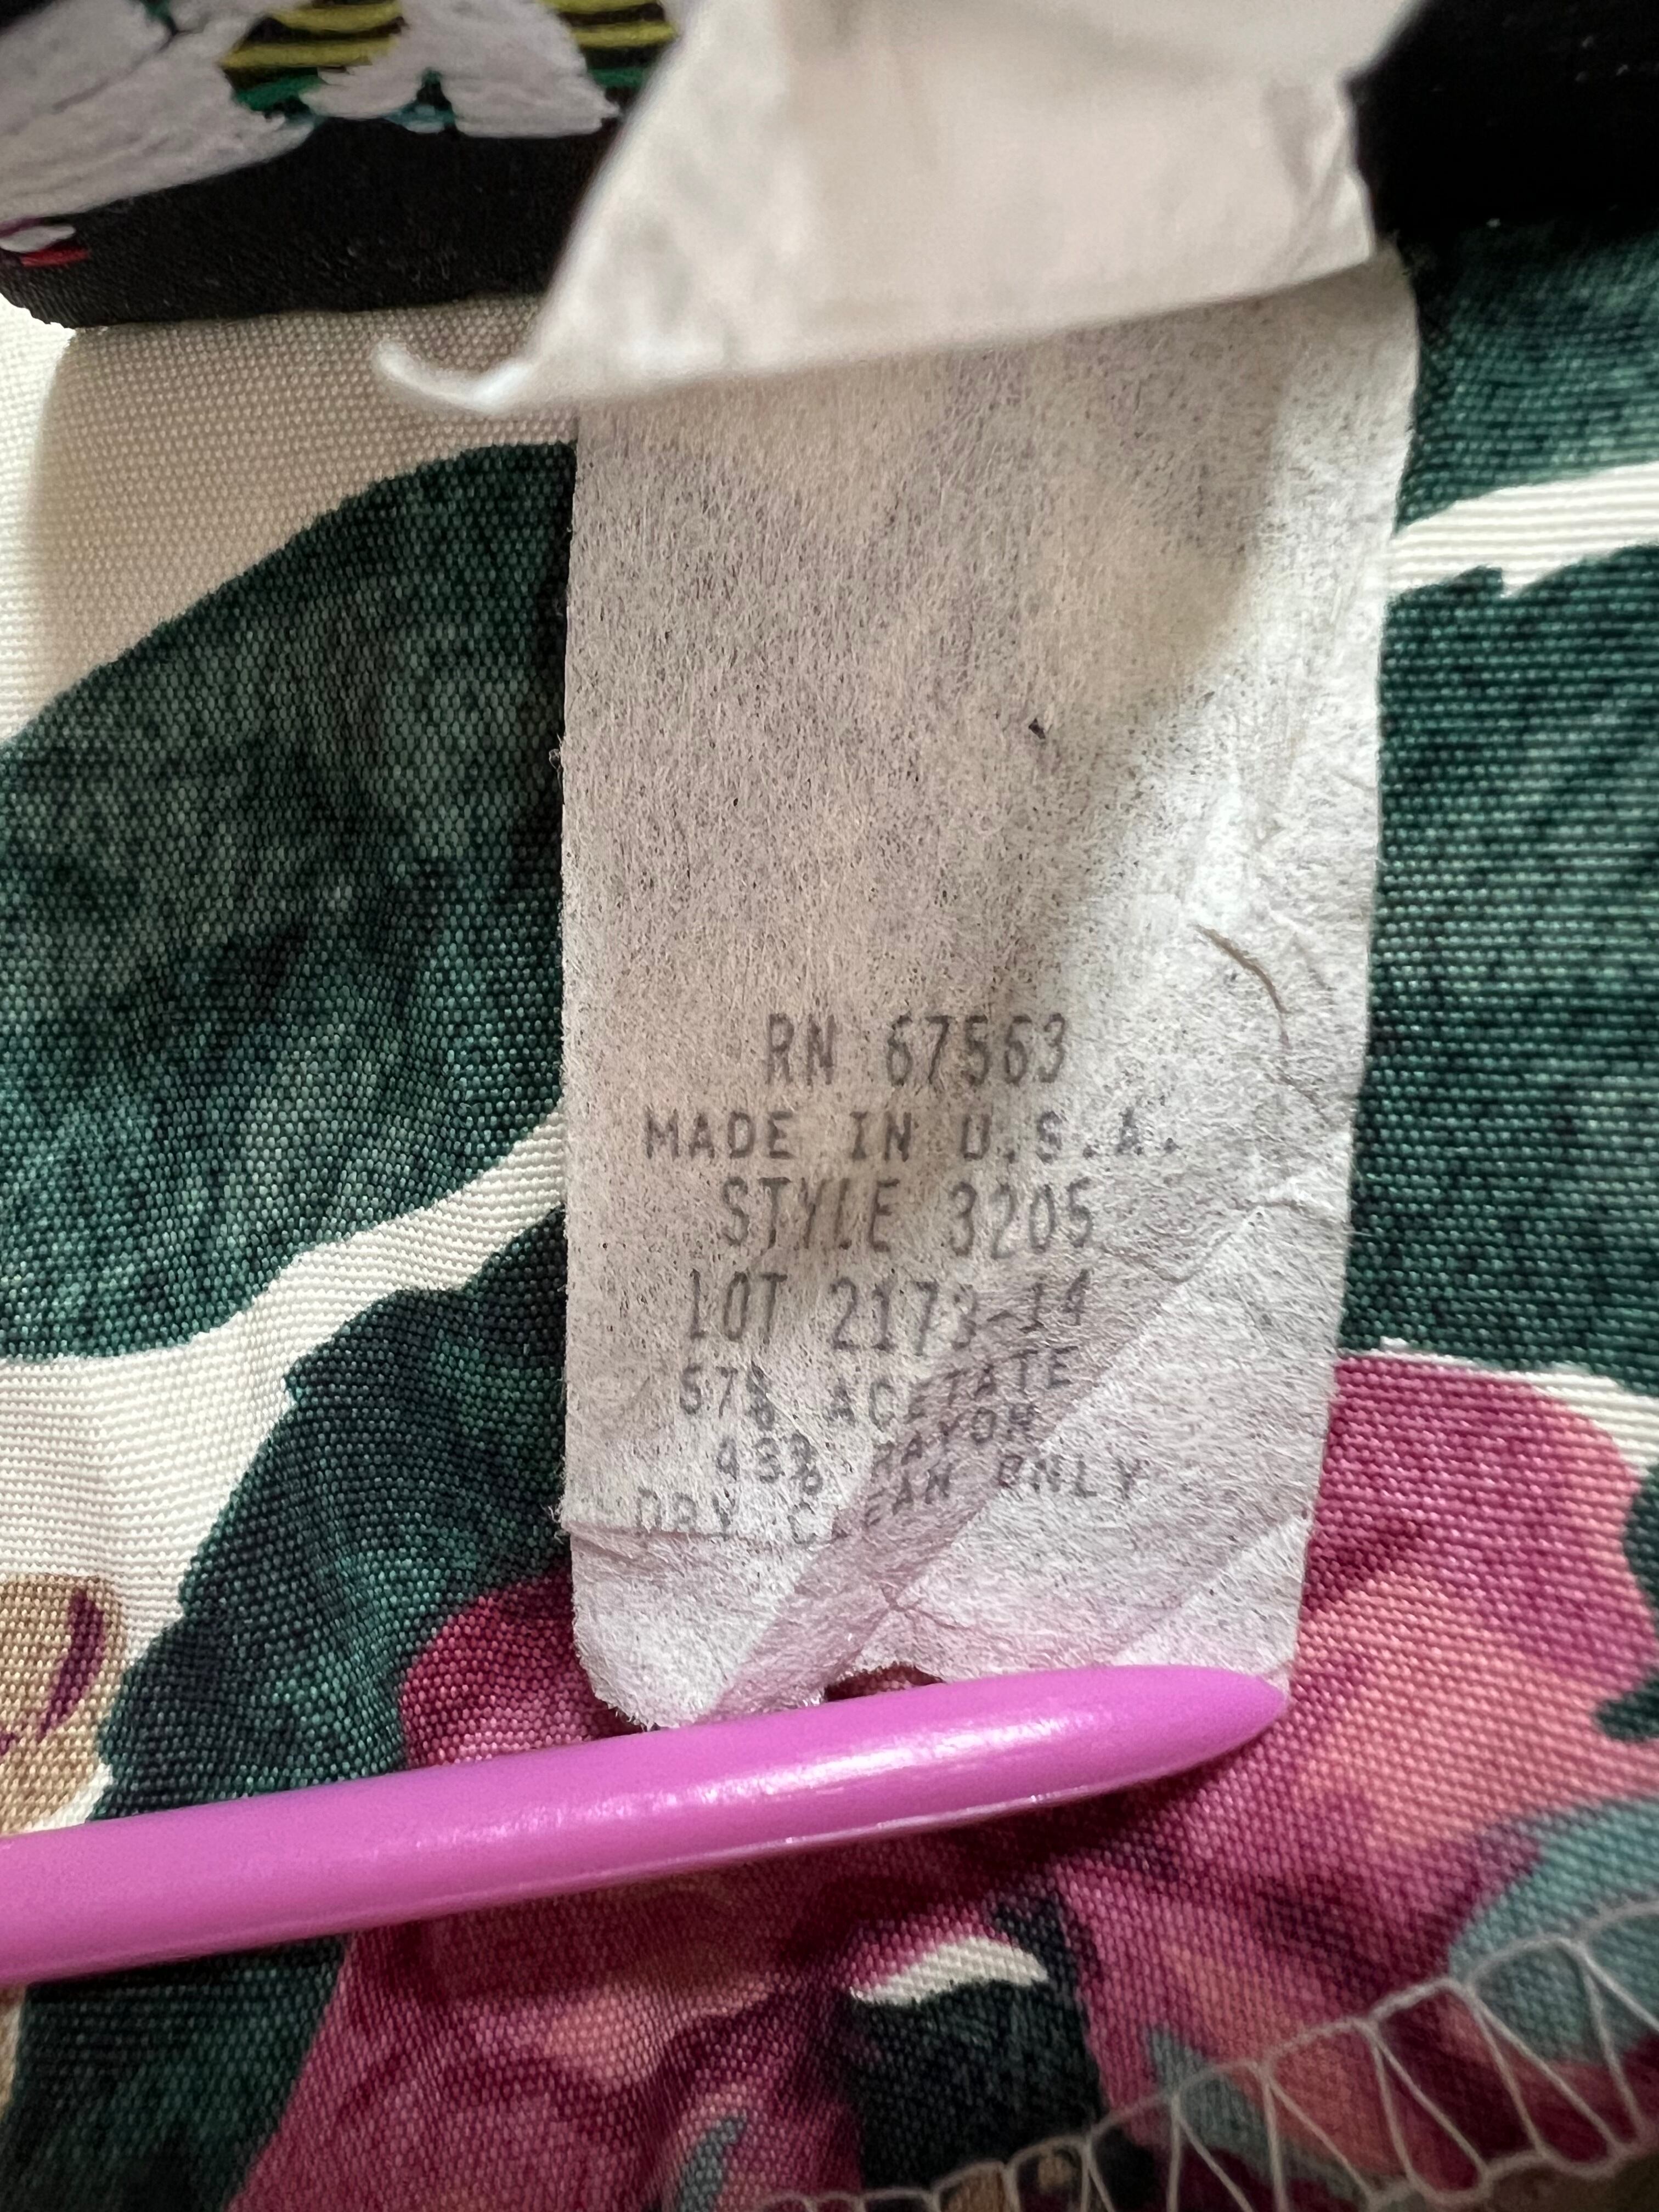 RN 67563
MADE IN U.S.A.
STYLE 3205
LOT 2173-14
57% ACETATE
43% RAYON
DRY CLEAN ONLY